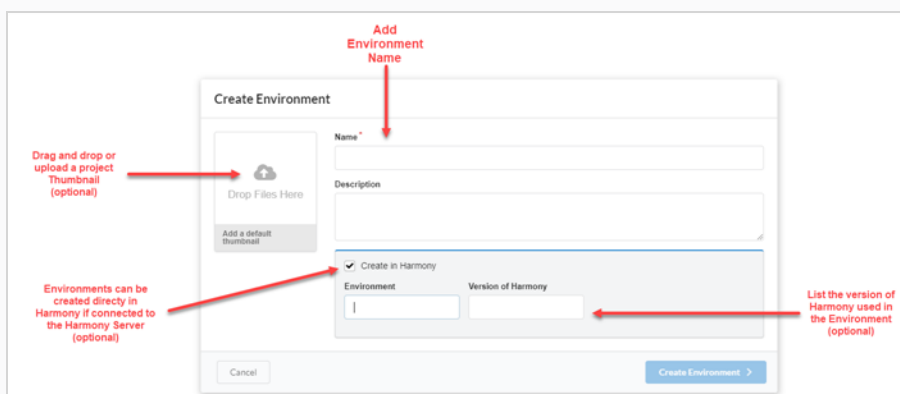 Add
Environment
Name
Create Environment
Name *
Drag and drop or
upload a project
Thumbnail
(optional)
Drop Files Here
Description
Add a default
thumbnail
Create in Harmony
Environments can be
created directy in
Harmony if connected to
the Harmony Server
(optional)
Environment
Version of Harmony
List the version of
Harmony used in
the Environment
(optional)
Cancel
Create Environment >